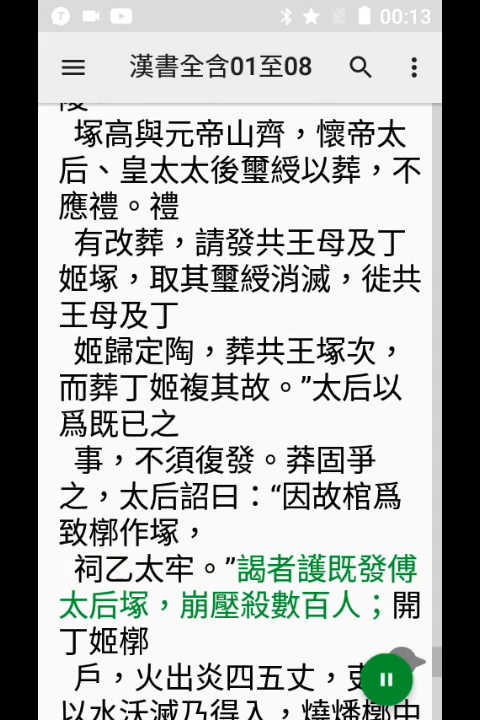 00:13
漢書全含01至08
陵。
塚高與元帝山齊，懷帝太
后、皇太太後璽綬以葬，不
應禮。禮
有改葬，請發共王母及丁
姬塚，取其璽綬消滅，徙共
王母及丁
姬歸定陶，葬共王塚次，
而葬丁姬複其故。”太后以
爲既已之
事，不須復發。莽固爭
之，太后詔曰：“因故棺爲
致槨作塚，
祠乙太牢。”謁者護既發傅
太后塚，崩壓殺數百人；開
丁姬槨
戶，火出炎四五丈，吏
以水沃滅乃得入，燒燔槨中